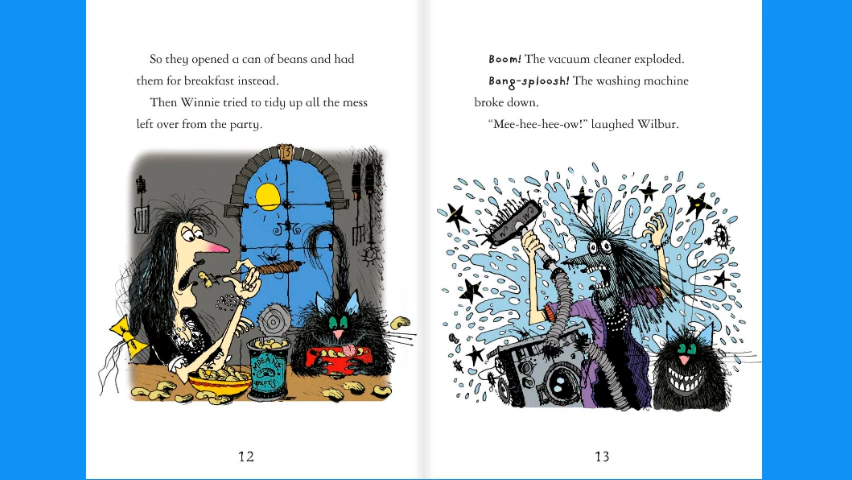 So they opened a can of beans and had
them for breakfast instead.
Then Winnie tried to tidy up all the mess
left over from the party.
13
12
Boom! The vacuum cleaner exploded.
Bang-sploosh! The washing machine
broke down.
“Mee-hee-hee-ow!” laughed Wilbur.
13